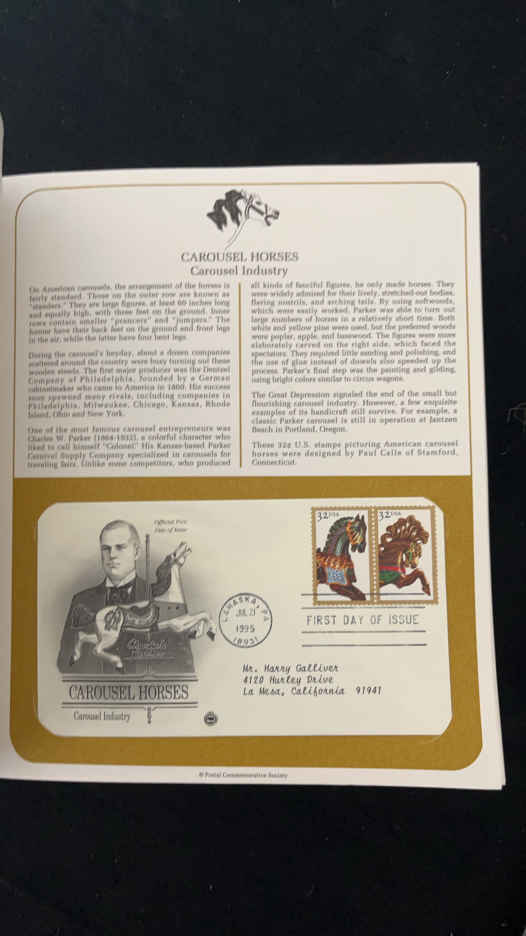 CAROUSEL HORSES
Carousel Industry
On American carousels, the arrangement of the horses is
fairly standard. Those on the outer row are known as
"standers." They are large figures, at least 60 inches long
and equally high, with three feet on the ground. Inner
rows contain smaller "prancers" and "jumpers." The
former have their back feet on the ground and front legs
in the air, while the latter have four bent legs.
During the carousel's heyday, about a dozen companies
scattered around the country were busy turning out these
wooden steeds. The first major producer was the Dentzel
Company of Philadelphia, founded by a German
cabinetmaker who came to America in 1860. His success
soon spawned many rivals, including companies in
Philadelphia, Milwaukee, Chicago, Kansas, Rhode
Island, Ohio and New York.
One of the most famous carousel entrepreneurs was
Charles W. Parker (1864-1932), a colorful character who
liked to call himself "Colonel." His Kansas-based Parker
Carnival Supply Company specialized in carousels for
traveling fairs. Unlike some competitors, who produced
all kinds of fanciful figures, he only made horses. They
were widely admired for their lively, stretched-out bodies,
flaring nostrils, and arching tails. By using softwoods,
which were easily worked, Parker was able to turn out
large numbers of horses in a relatively short time. Both
white and yellow pine were used, but the preferred woods
were poplar, apple, and basswood. The figures were more
elaborately carved on the right side, which faced the
spectators. They required little sanding and polishing, and
the use of glue instead of dowels also speeded up the
process. Parker's final step was the painting and gilding,
using bright colors similar to circus wagons.
The Great Depression signaled the end of the small but
flourishing carousel industry. However, a few exquisite
examples of its handicraft still survive. For example, a
classic Parker carousel is still in operation at Jantzen
Beach in Portland, Oregon.
These 32¢ U.S. stamps picturing American carousel
horses were designed by Paul Calle of Stamford,
Connecticut.
Official First
Day of Issue
CAROUSEL HORSES
Carousel Industry
LAHASKA, PA
JUL 21
1995
18931
32 USA
32 USA
FIRST DAY OF ISSUE
Mr. Harry Galliver
4120 Hurley Drive
La Mesa, California 91941
© Postal Commemorative Society